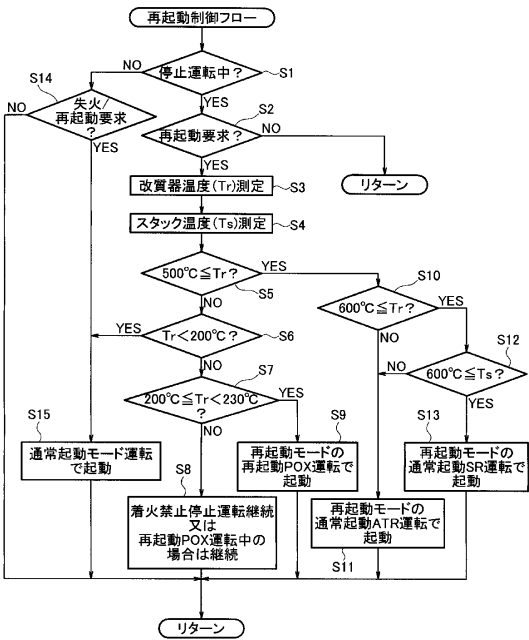 再起動制御フロー
停止運転中？
S1
NO
YES
S14
失火/
再起動要求
？
NO
YES
S2
再起動要求？
NO
YES
リターン
改質器温度(Tr)測定
S3
スタック温度(Ts)測定
S4
500℃≦Tr？
YES
S5
NO
S10
600℃≦Tr？
YES
NO
YES
Tr＜200℃？
S6
NO
S12
600℃≦Ts？
NO
YES
S7
200℃≦Tr＜230℃
？
YES
NO
S15
通常起動モード運転
で起動
S8
着火禁止停止運転継続
又は
再起動POX運転中の
場合は継続
S9
再起動モードの
再起動POX運転で
起動
S13
再起動モードの
通常起動SR運転で
起動
再起動モードの
通常起動ATR運転で
起動
S11
リターン